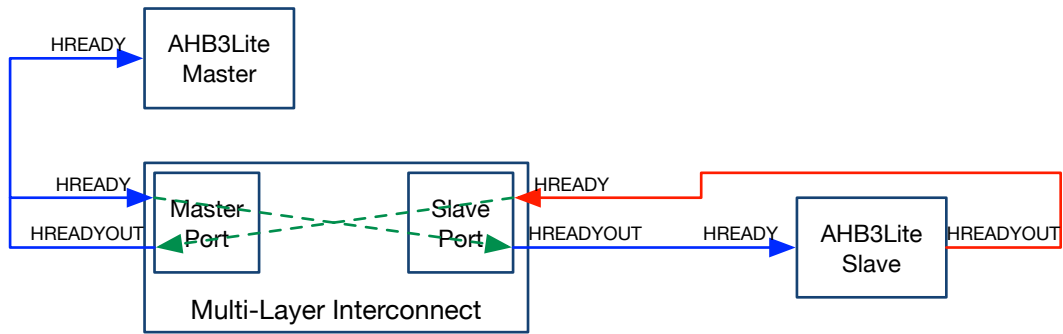 HREADY
AHB3Lite
Master
HREADY
HREADY
Master
Port
Slave
Port
HREADYOUT
HREADYOUT
HREADY
AHB3Lite
Slave
HREADYOUT
Multi-Layer Interconnect